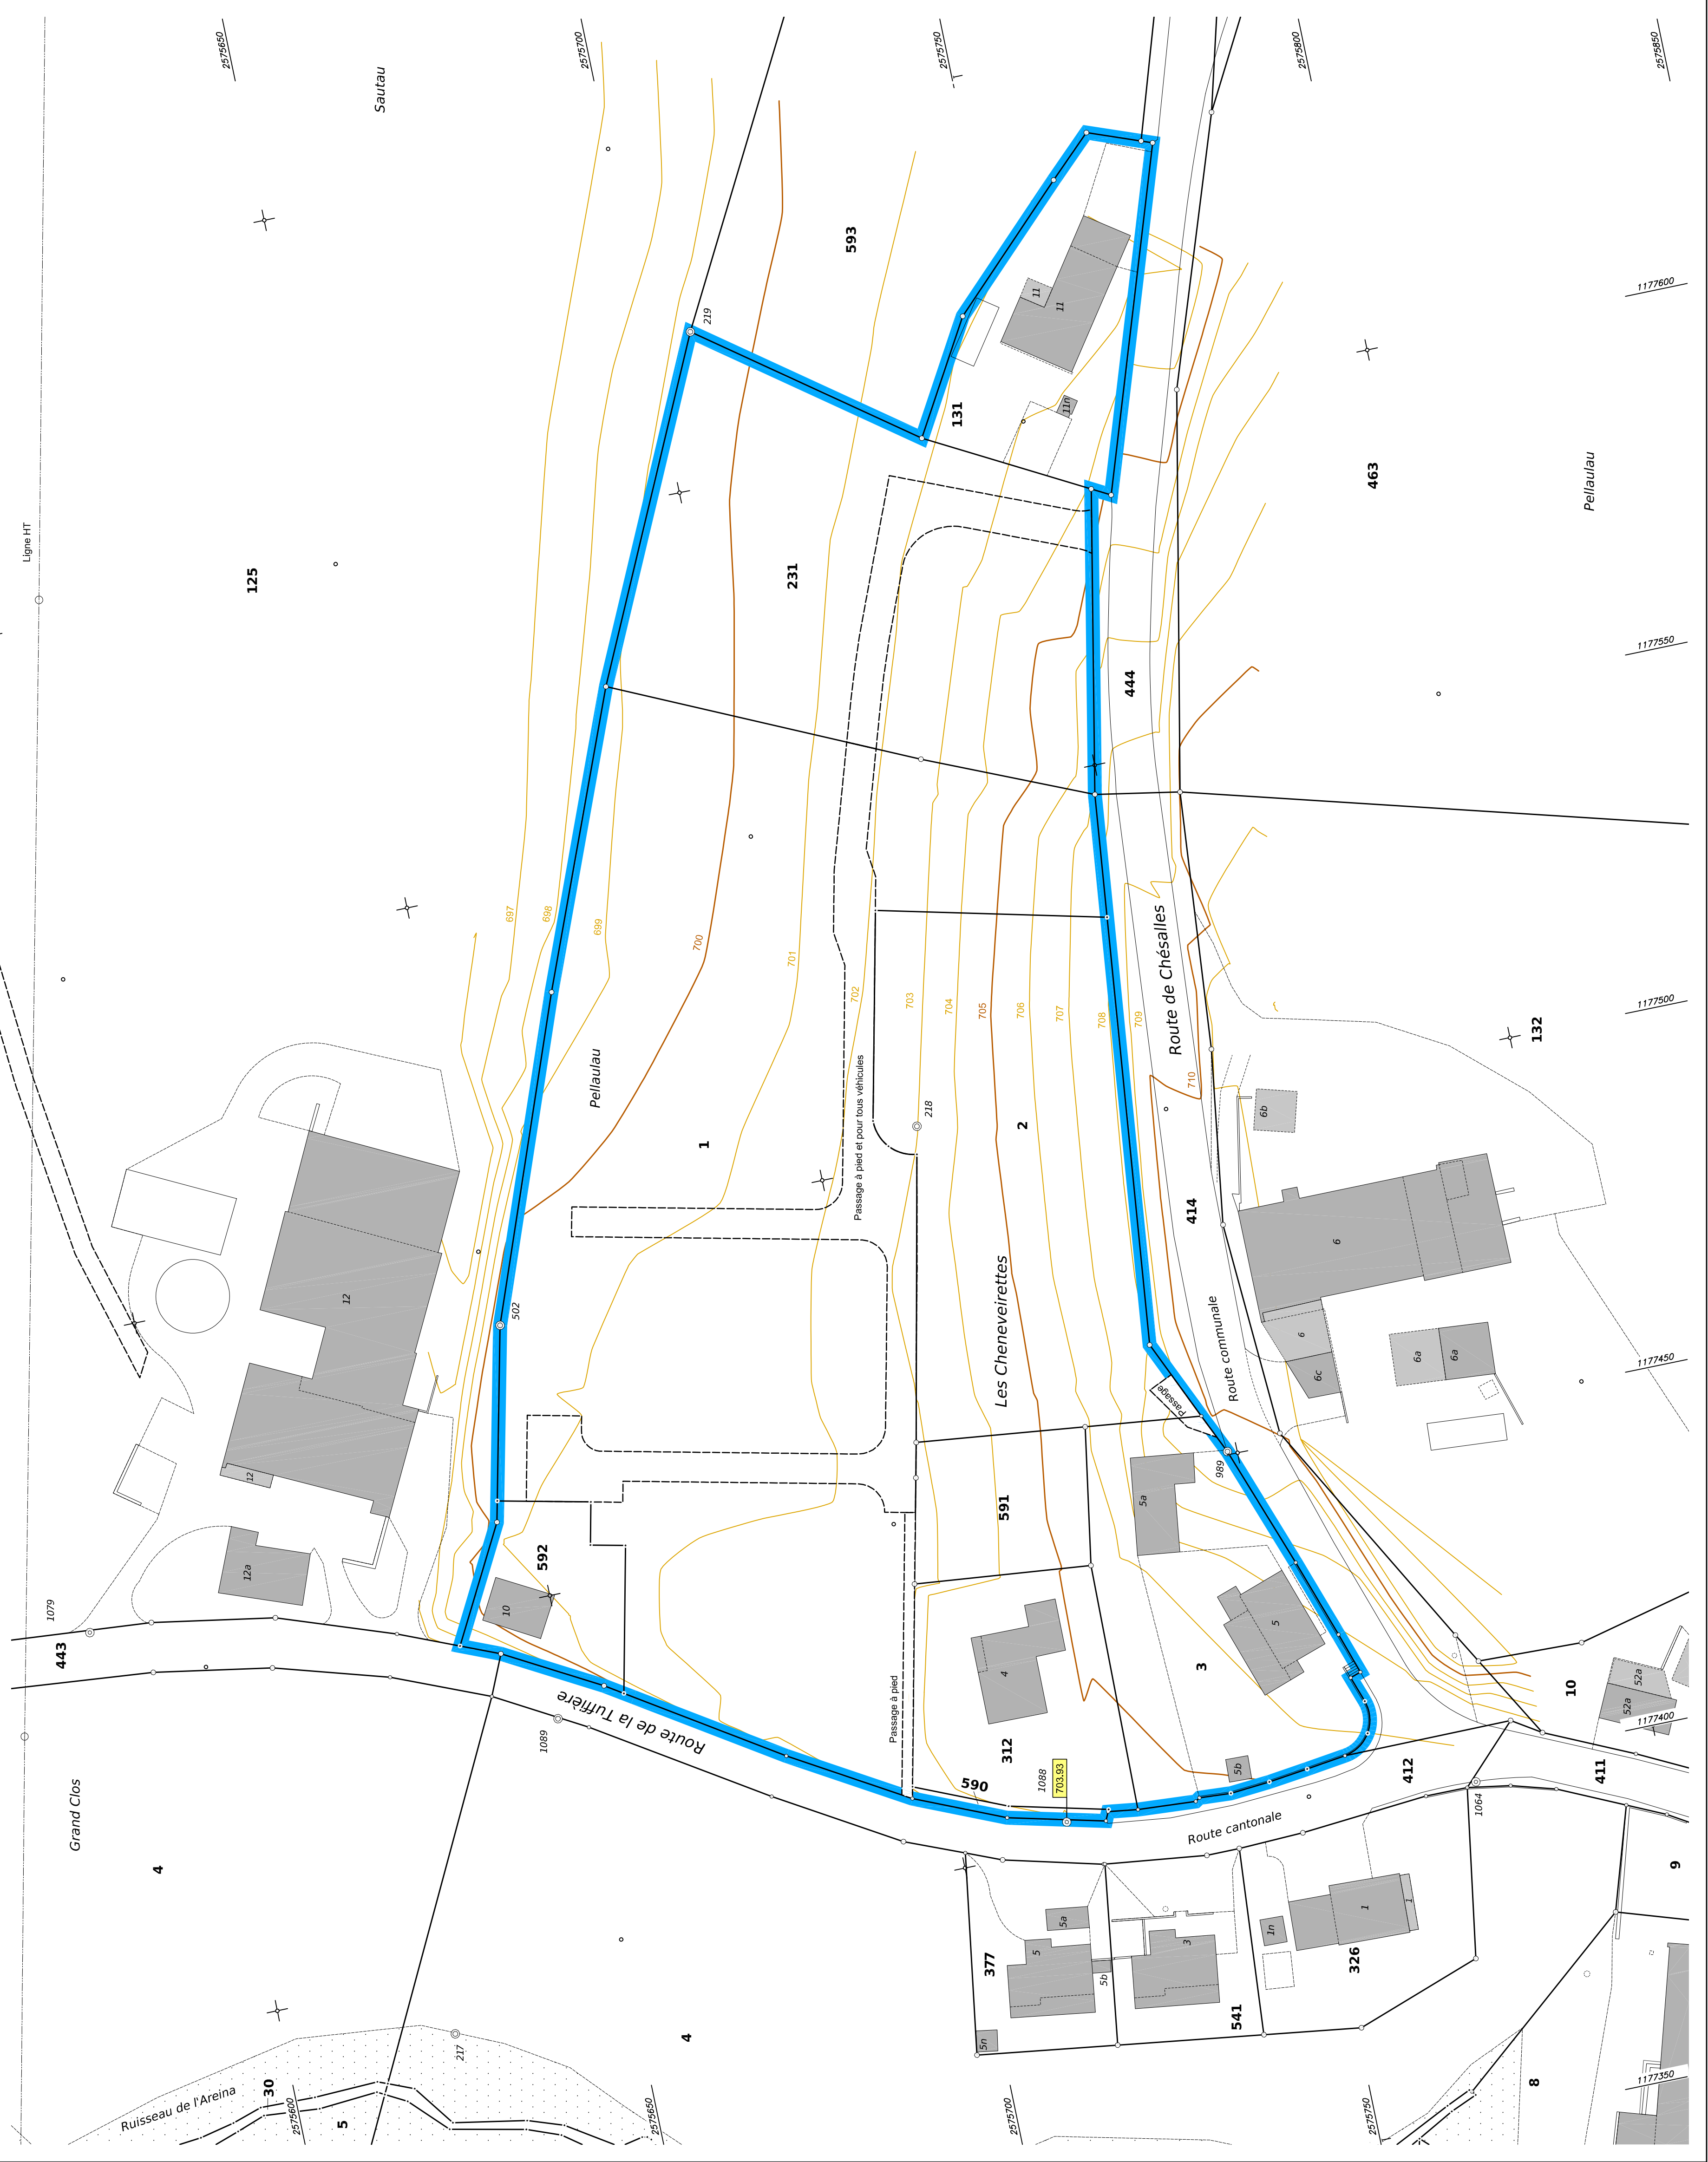 2575650
2575700
2575750
2575800
2575850
Sautau
593
219
11
11
1177600
131
11n
463
Pellaulau
Ligne HT
125
231
1177550
444
697
698
699
700
701
702
703
704
705
706
707
708
709
710
Route de Chésalles
1177500
132
Pellaulau
1
Passage à pied et pour tous véhicules
218
2
6b
414
6
12
502
Les Cheneveirettes
Route communale
6
6c
6a
6a
1177450
Passage
989
12
591
5a
592
12a
10
1079
443
5
4
3
10
52a
52a
1177400
Route de la Tuffière
1089
Passage à pied
312
590
1088
703.93
5b
412
411
1064
Grand Clos
4
Route cantonale
9
377
5a
5
5b
3
541
1n
1
1
326
5n
4
217
Ruisseau de l'Areina
30
5
8
1177350
2575600
2575650
2575700
2575750